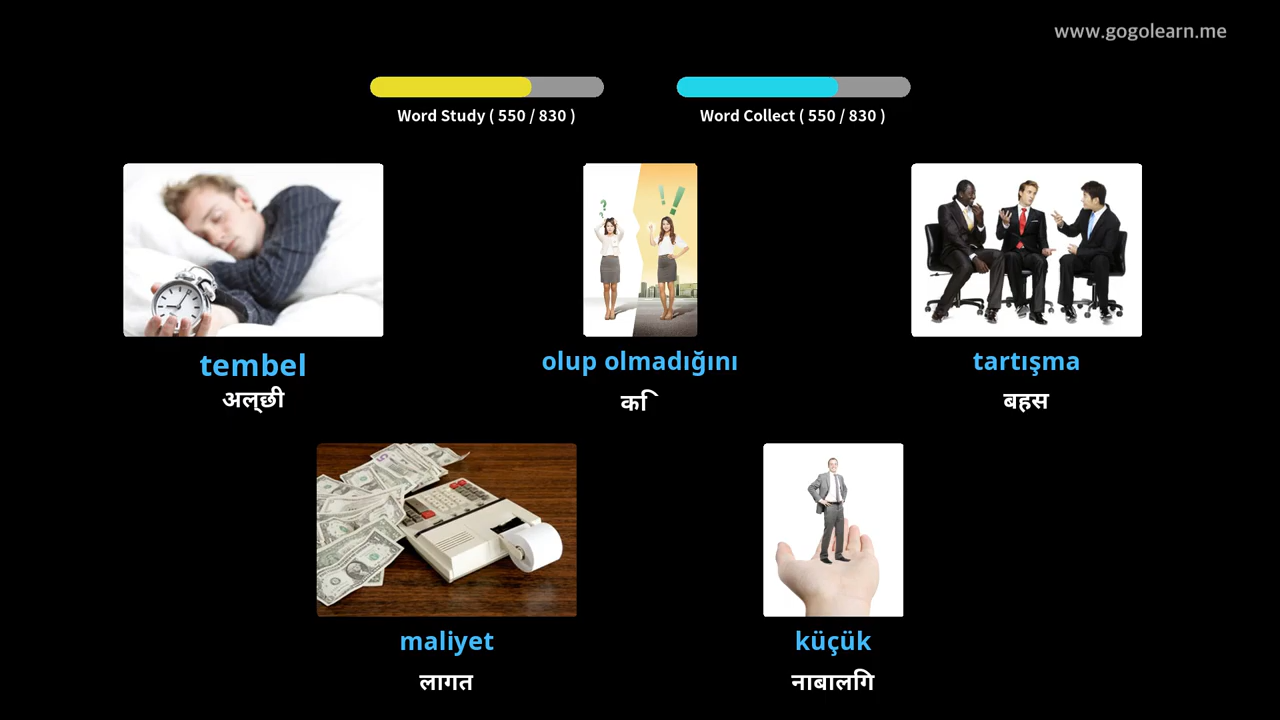 www.gogolearn.me
Word Study ( 550 / 830 )
Word Collect ( 550 / 830 )
tembel
olup olmadığını
tartışma
अल्छी
कि
बहस
maliyet
küçük
लागत
नाबालगि